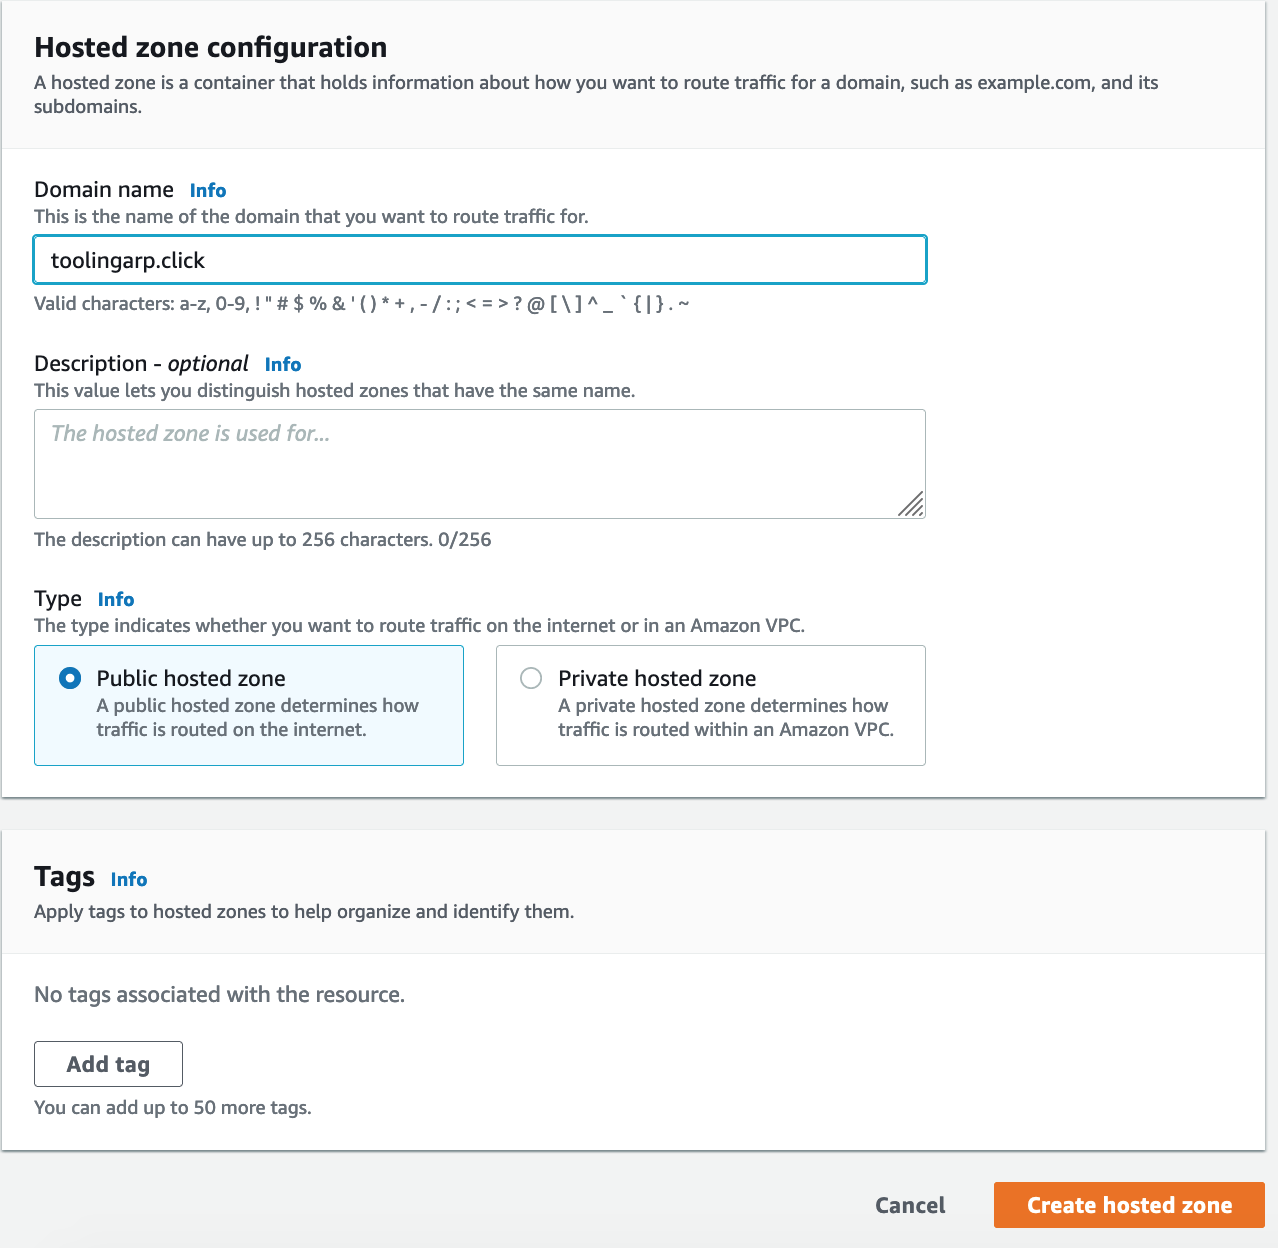 Hosted zone configuration
A hosted zone is a container that holds information about how you want to route traffic for a domain, such as example.com, and its
subdomains.
Domain name Info
This is the name of the domain that you want to route traffic for.
toolingarp.click
Valid characters: a-z, 0-9, ! " # $ % & ' ( ) * + , - / : ; < = > ? @ [ \ ] ^ _ ` { | } . ~
Description - optional Info
This value lets you distinguish hosted zones that have the same name.
The hosted zone is used for...
The description can have up to 256 characters. 0/256
Type Info
The type indicates whether you want to route traffic on the internet or in an Amazon VPC.
Public hosted zone
A public hosted zone determines how
traffic is routed on the internet.
Private hosted zone
A private hosted zone determines how
traffic is routed within an Amazon VPC.
Tags Info
Apply tags to hosted zones to help organize and identify them.
No tags associated with the resource.
Add tag
You can add up to 50 more tags.
Cancel
Create hosted zone